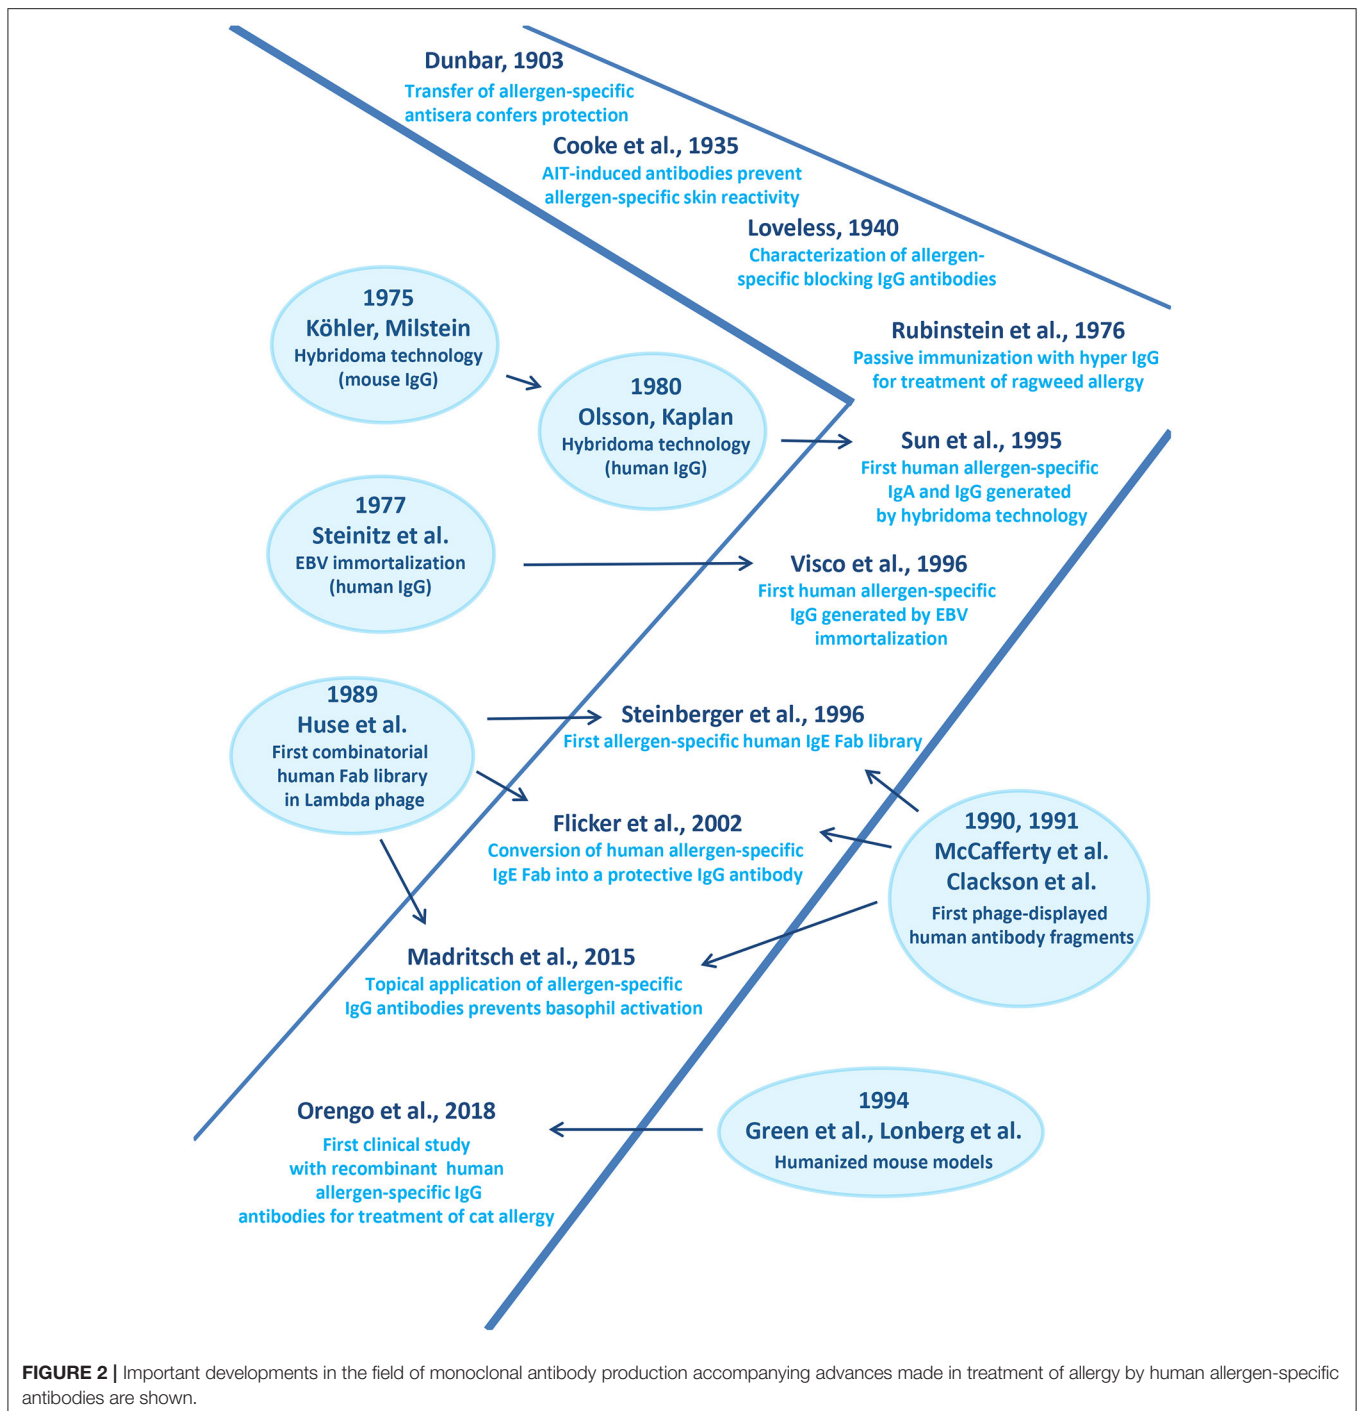 Dunbar, 1903
Transfer of allergen-specific
antisera confers protection
Cooke et al., 1935
AIT-induced antibodies prevent
allergen-specific skin reactivity
Loveless, 1940
Characterization of allergen-
specific blocking IgG antibodies
1975
Köhler, Milstein
Hybridoma technology
(mouse IgG)
Rubinstein et al., 1976
Passive immunization with hyper IgG
for treatment of ragweed allergy
1980
Olsson, Kaplan
Hybridoma technology
(human IgG)
Sun et al., 1995
First human allergen-specific
IgA and IgG generated
by hybridoma technology
1977
Steinitz et al.
EBV immortalization
(human IgG)
Visco et al., 1996
First human allergen-specific
IgG generated by EBV
immortalization
1989
Huse et al.
First combinatorial
human Fab library
in Lambda phage
Steinberger et al., 1996
First allergen-specific human IgE Fab library
Flicker et al., 2002
Conversion of human allergen-specific
IgE Fab into a protective IgG antibody
1990, 1991
McCafferty et al.
Clackson et al.
First phage-displayed
human antibody fragments
Madritsch et al., 2015
Topical application of allergen-specific
IgG antibodies prevents basophil activation
Orengo et al., 2018
First clinical study
with recombinant human
allergen-specific IgG
antibodies for treatment of cat allergy
1994
Green et al., Lonberg et al.
Humanized mouse models
FIGURE 2 | Important developments in the field of monoclonal antibody production accompanying advances made in treatment of allergy by human allergen-specific
antibodies are shown.